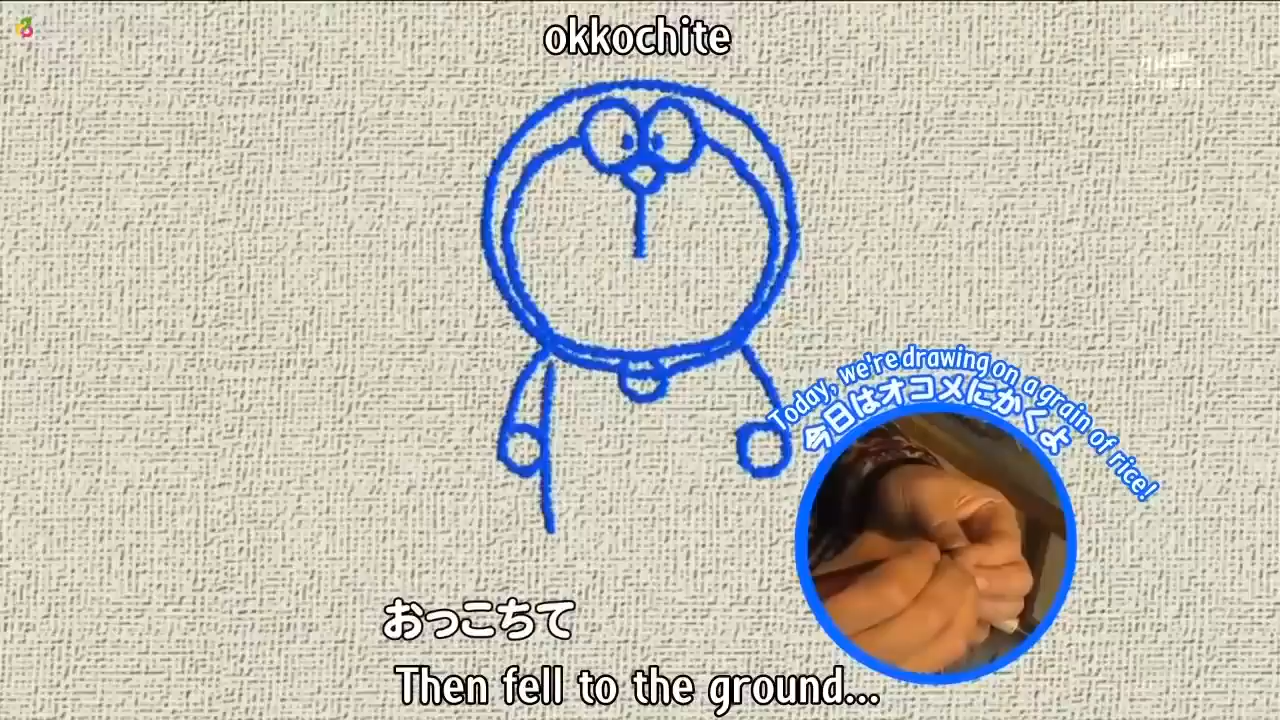 okkochite
Today, we're drawing on a grain of rice!
今日はオコメにかくよ
おっこちて
Then fell to the ground...